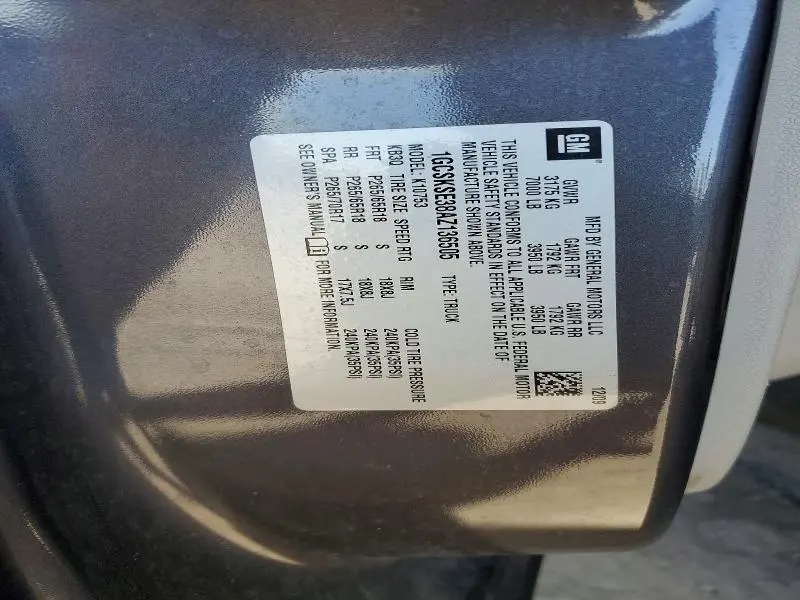 GM
MFD BY GENERAL MOTORS LLC 12/09
GVWR GAWR FRT GAWR RR
3175 KG 1792 KG 1792 KG
7000 LB 3950 LB 3950 LB
THIS VEHICLE CONFORMS TO ALL APPLICABLE U.S. FEDERAL MOTOR
VEHICLE SAFETY STANDARDS IN EFFECT ON THE DATE OF
MANUFACTURE SHOWN ABOVE.
1GCSKSE38AZ136505 TYPE: TRUCK
MODEL: K10753
KB3Q TIRE SIZE SPEED RTG RIM COLD TIRE PRESSURE
FRT P265/65R18 S 18X8J 240KPA(35PSI)
RR P265/65R18 S 18X8J 240KPA(35PSI)
SPA P265/70R17 S 17X7.5J 240KPA(35PSI)
SEE OWNER'S MANUAL FOR MORE INFORMATION.